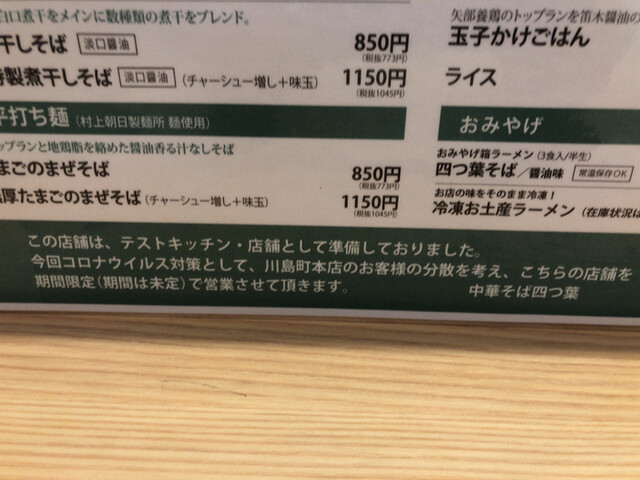 煮干をメインに数種類の煮干をブレンド。
干しそば 淡口醤油 850円
(税抜773円)
特製煮干しそば 淡口醤油 (チャーシュー増し+味玉) 1150円
(税抜1045円)
平打ち麺 (村上朝日製麺所 麺使用)
トップランと地鶏脂を絡めた醤油香る汁なしそば
まごのまぜそば 850円
(税抜773円)
厚たまごのまぜそば (チャーシュー増し+味玉) 1150円
(税抜1045円)
矢部養鶏のトップランを笛木醤油の
玉子かけごはん
ライス
おみやげ
おみやげ箱ラーメン (3食入/半生)
四つ葉そば/醤油味 常温保存OK
お店の味をそのまま冷凍!
冷凍お土産ラーメン (在庫状況は
この店舗は、テストキッチン・店舗として準備しておりました。
今回コロナウイルス対策として、川島町本店のお客様の分散を考え、こちらの店舗を
期間限定(期間は未定)で営業させて頂きます。 中華そば四つ葉